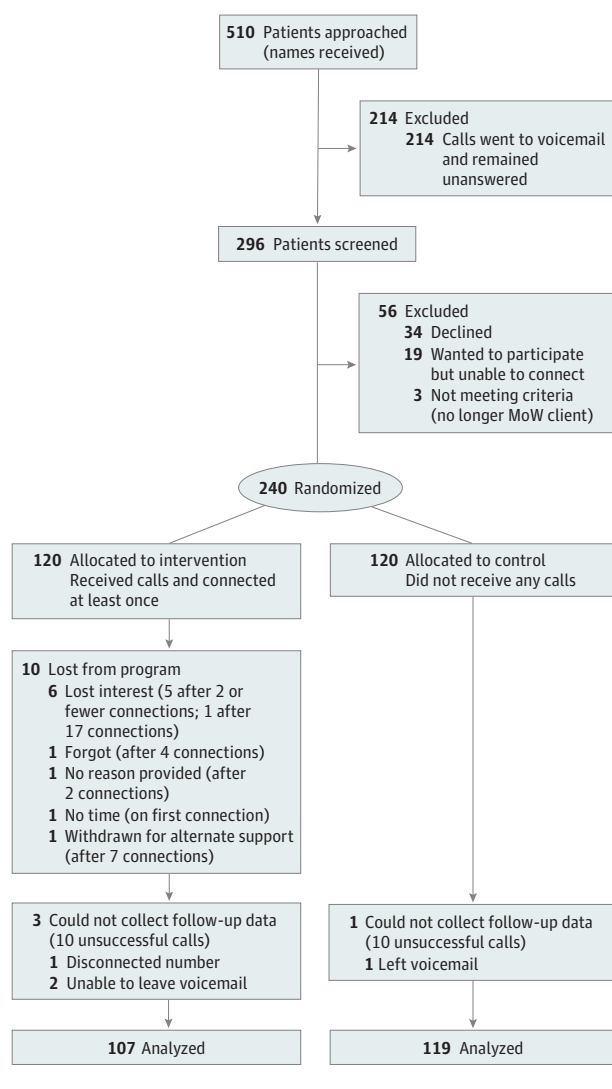 510 Patients approached
(names received)
214 Excluded
214 Calls went to voicemail
and remained
unanswered
296 Patients screened
56 Excluded
34 Declined
19 Wanted to participate
but unable to connect
3 Not meeting criteria
(no longer MoW client)
240 Randomized
120 Allocated to intervention
Received calls and connected
at least once
120 Allocated to control
Did not receive any calls
10 Lost from program
6 Lost interest (5 after 2 or
fewer connections; 1 after
17 connections)
1 Forgot (after 4 connections)
1 No reason provided (after
2 connections)
1 No time (on first connection)
1 Withdrawn for alternate support
(after 7 connections)
3 Could not collect follow-up data
(10 unsuccessful calls)
1 Disconnected number
2 Unable to leave voicemail
1 Could not collect follow-up data
(10 unsuccessful calls)
1 Left voicemail
107 Analyzed
119 Analyzed